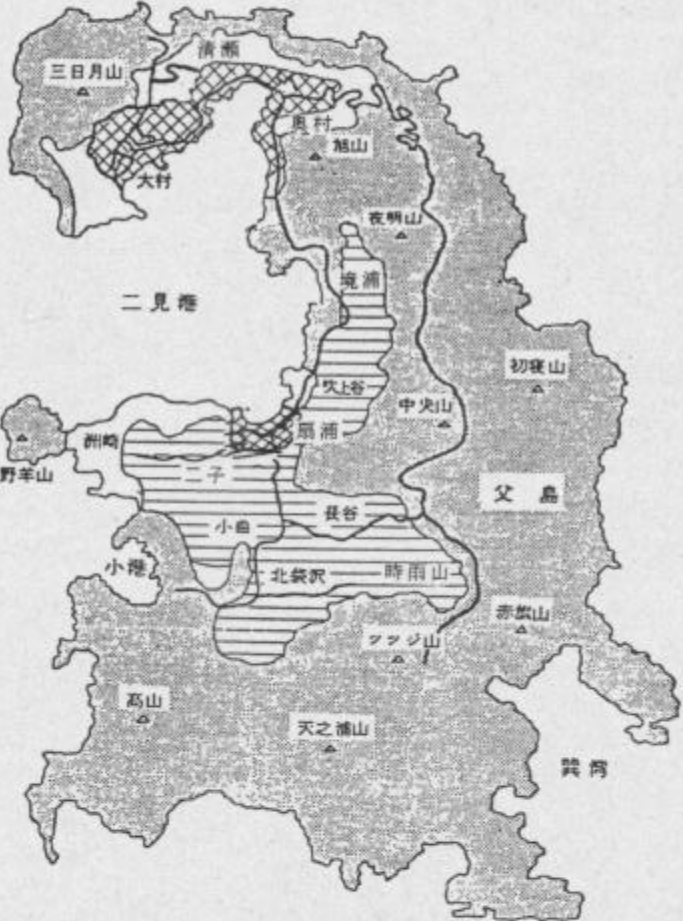 清瀬
三日月山
奥村
旭山
大村
夜明山
境浦
二見港
初寝山
吹上谷
中央山
扇浦
洲崎
野羊山
二子
父島
長谷
小曲
小港
北袋沢
時雨山
赤旗山
ツツジ山
高山
天之浦山
巽湾